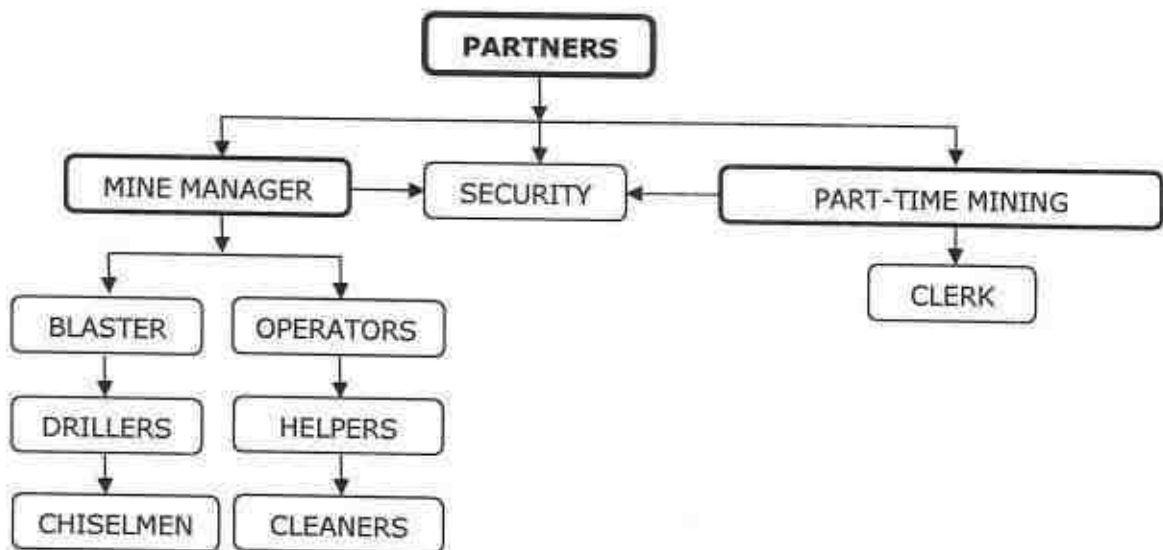 PARTNERS
MINE MANAGER
SECURITY
PART-TIME MINING
CLERK
BLASTER
OPERATORS
DRILLERS
HELPERS
CHISELMEN
CLEANERS